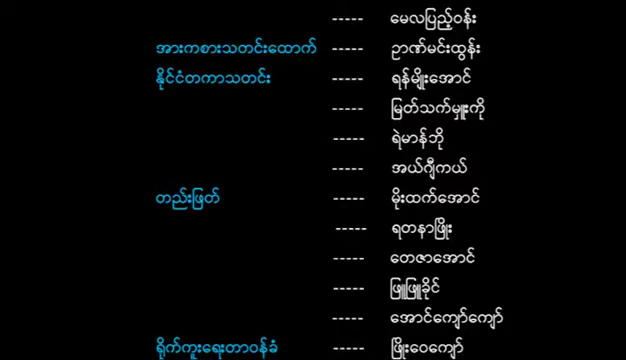 ----- မေလပြည့်ဝန်း
အားကစားသတင်းထောက် ----- ဉာဏ်မင်းထွန်း
နိုင်ငံတကာသတင်း ----- ရန်မျိုးအောင်
----- မြတ်သက်မှူးကို
----- ရဲမာန်ဘို
----- အယ်ဂျီကယ်
တည်းဖြတ် ----- မိုးထက်အောင်
----- ရတနာဖြိုး
----- တေဇာအောင်
----- ဖြူဖြူခိုင်
----- အောင်ကျော်ကျော်
ရိုက်ကူးရေးတာဝန်ခံ ----- ဖြိုးဝေကျော်